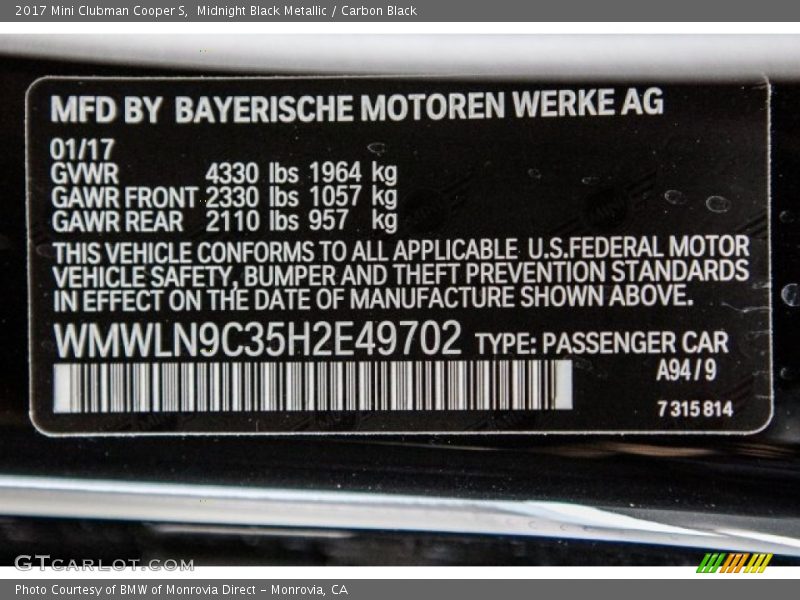 2017 Mini Clubman Cooper S,  Midnight Black Metallic / Carbon Black
MFD BY BAYERISCHE MOTOREN WERKE AG
01/17
GVWR 4330 lbs 1964 kg
GAWR FRONT 2330 lbs 1057 kg
GAWR REAR 2110 lbs 957 kg
THIS VEHICLE CONFORMS TO ALL APPLICABLE U.S.FEDERAL MOTOR
VEHICLE SAFETY, BUMPER AND THEFT PREVENTION STANDARDS
IN EFFECT ON THE DATE OF MANUFACTURE SHOWN ABOVE.
WMWLN9C35H2E49702 TYPE: PASSENGER CAR
A94/9
7 315 814
GTCARLOT.COM
Photo Courtesy of BMW of Monrovia Direct - Monrovia, CA